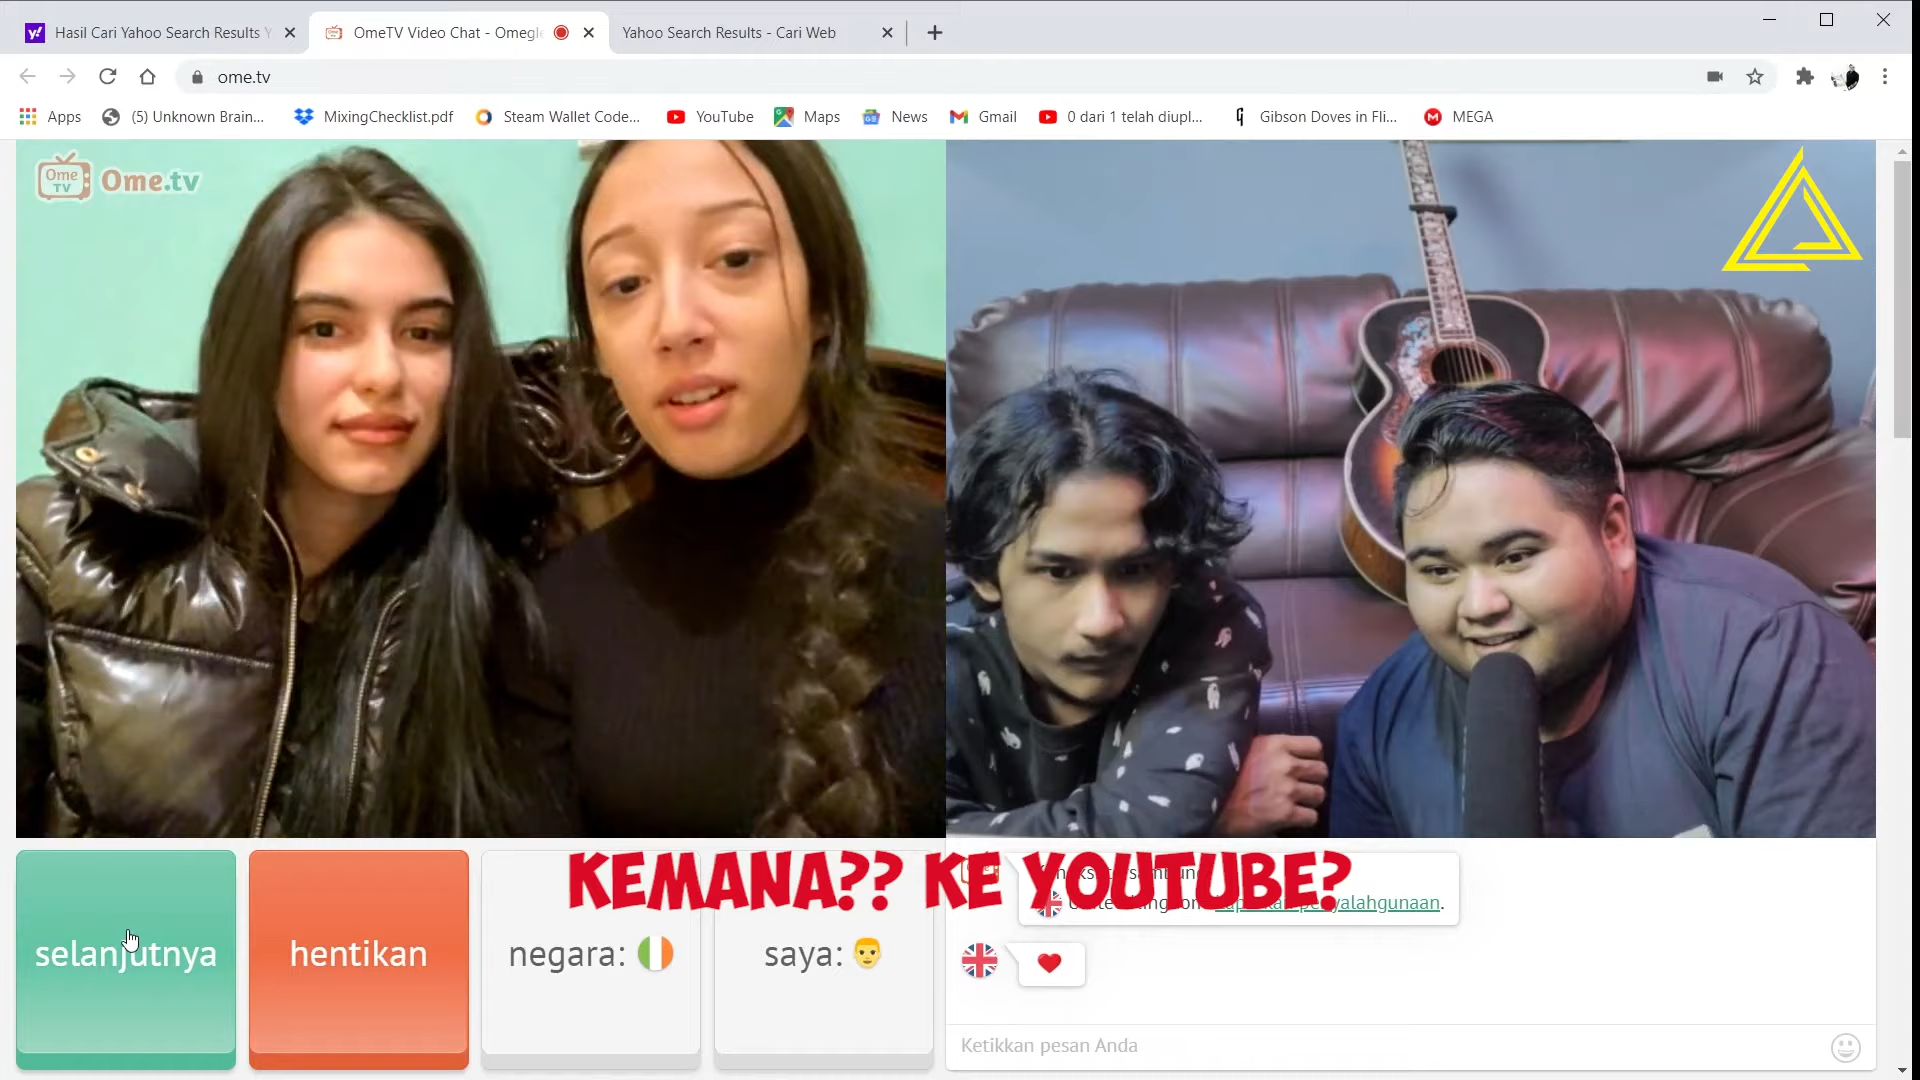 Hasil Cari Yahoo Search Results Y
OmeTV Video Chat - Omegl
Yahoo Search Results - Cari Web
ome.tv
Apps
(5) Unknown Brain...
MixingChecklist.pdf
Steam Wallet Code...
YouTube
Maps
News
Gmail
0 dari 1 telah diupl...
Gibson Doves in Fli...
MEGA
Ome TV
Ome.tv
KEMANA?? KE YOUTUBE?
selanjutnya
hentikan
negara:
saya:
Ketikkan pesan Anda